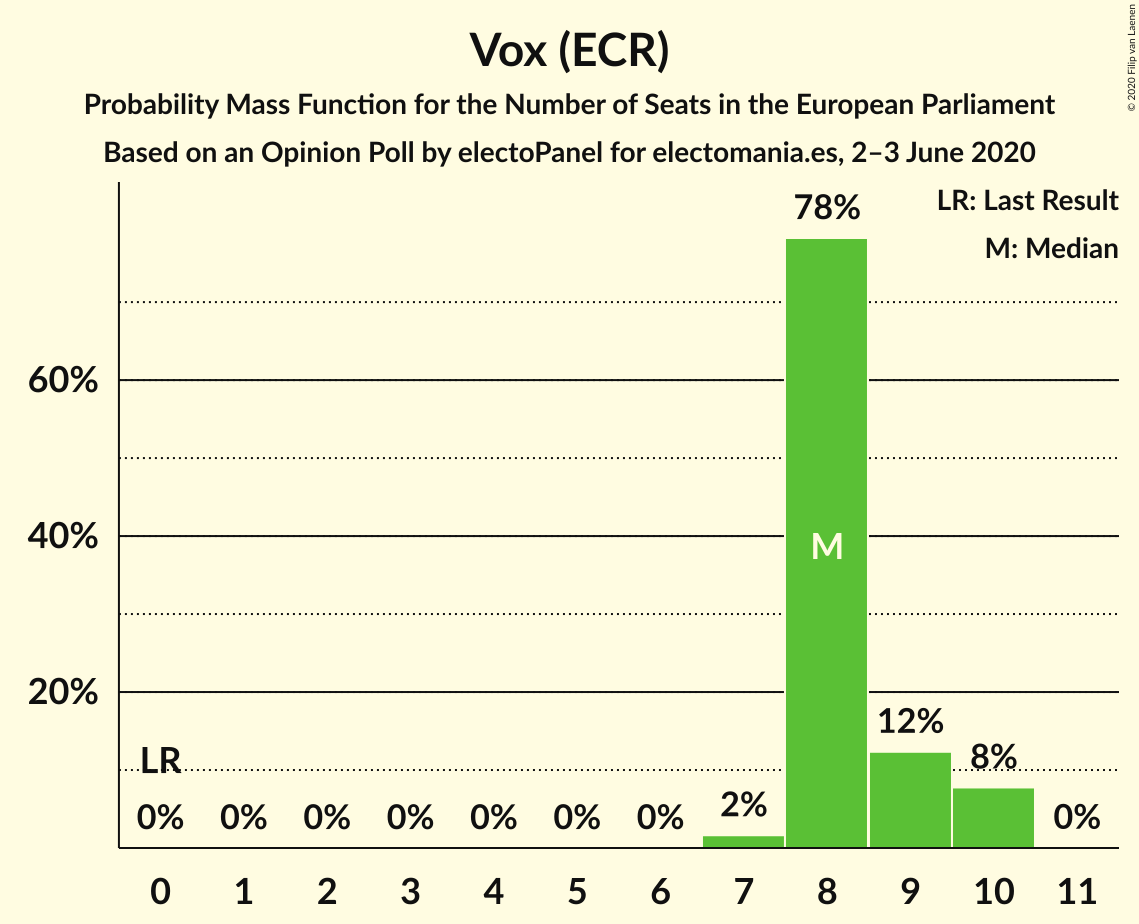 Vox (ECR)
Probability Mass Function for the Number of Seats in the European Parliament
Based on an Opinion Poll by electoPanel for electomania.es, 2–3 June 2020
© 2020 Filip van Laenen
LR: Last Result
M: Median
78%
60%
40%
M
20%
12%
LR
8%
0% 0% 0% 0% 0% 0% 0% 2% 0%
0 1 2 3 4 5 6 7 8 9 10 11